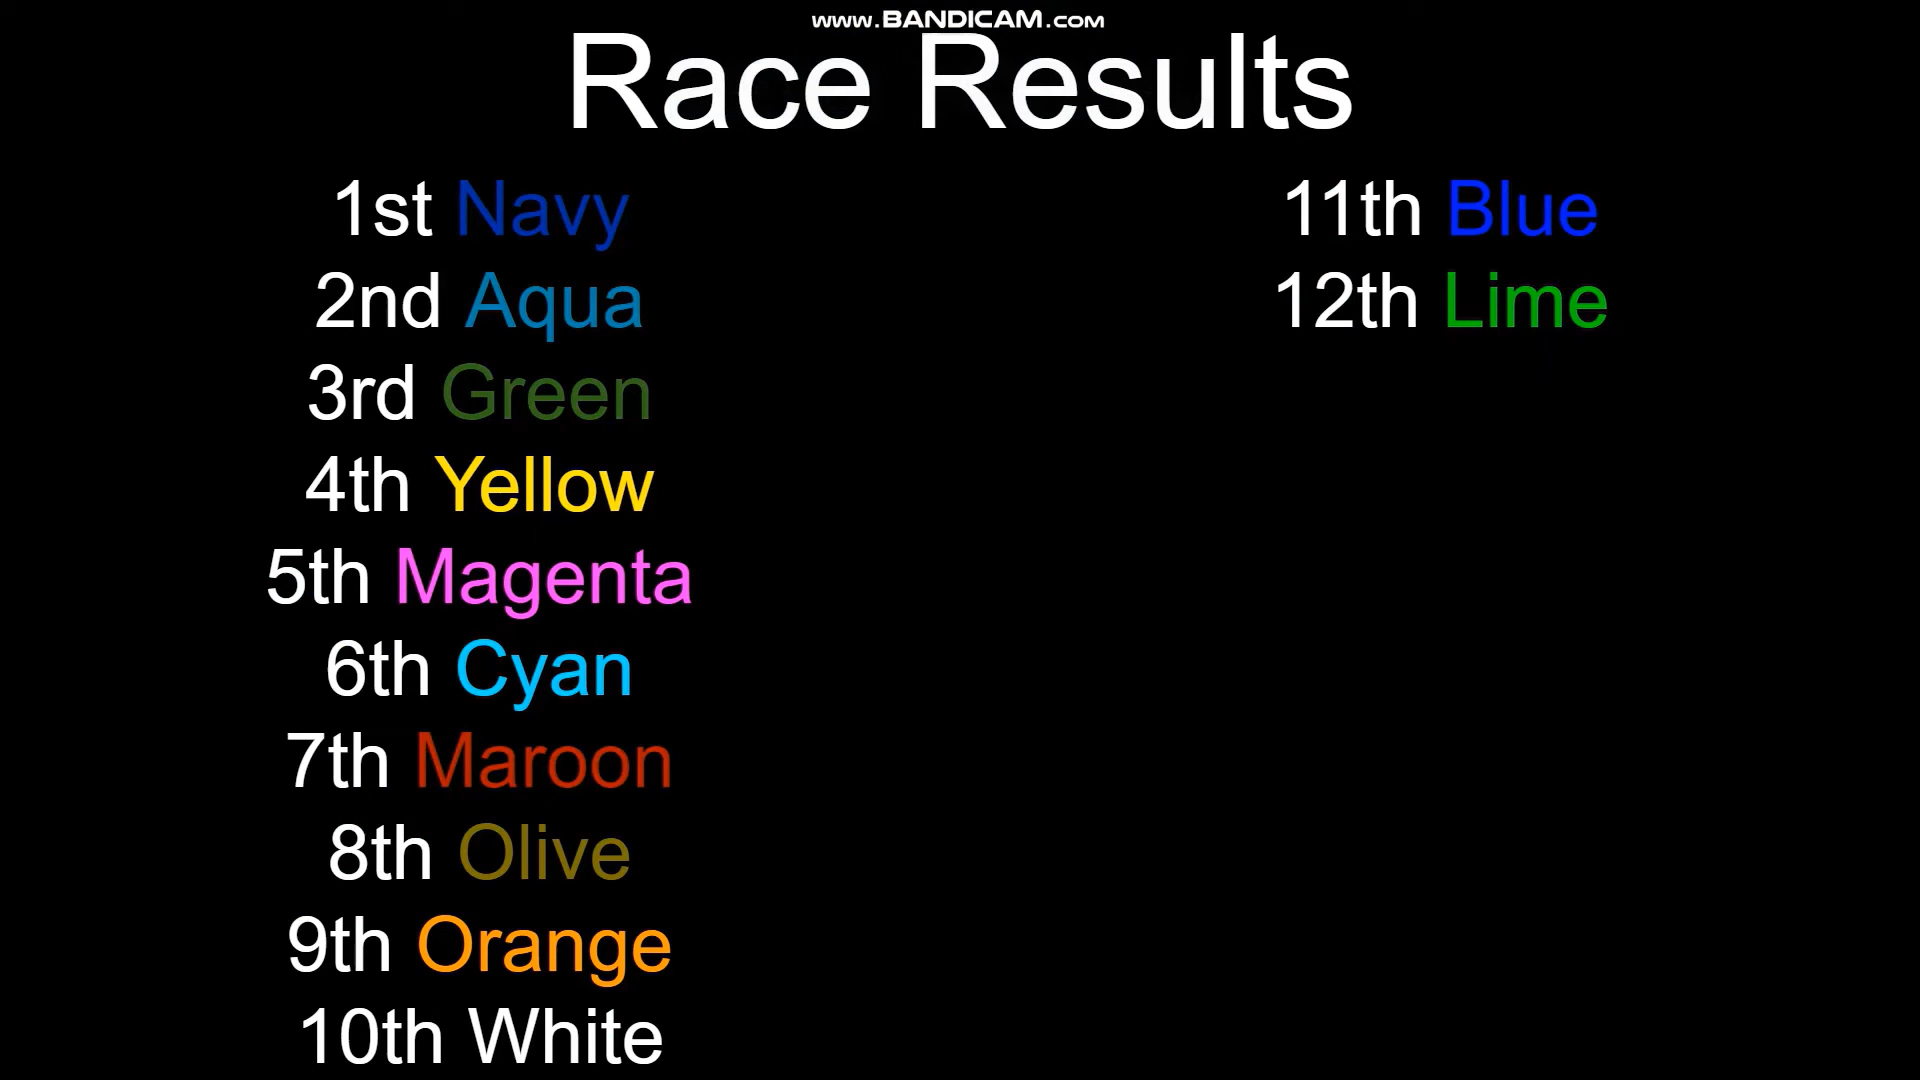 www.BANDICAM.com
Race Results
1st Navy
2nd Aqua
3rd Green
4th Yellow
5th Magenta
6th Cyan
7th Maroon
8th Olive
9th Orange
10th White
11th Blue
12th Lime